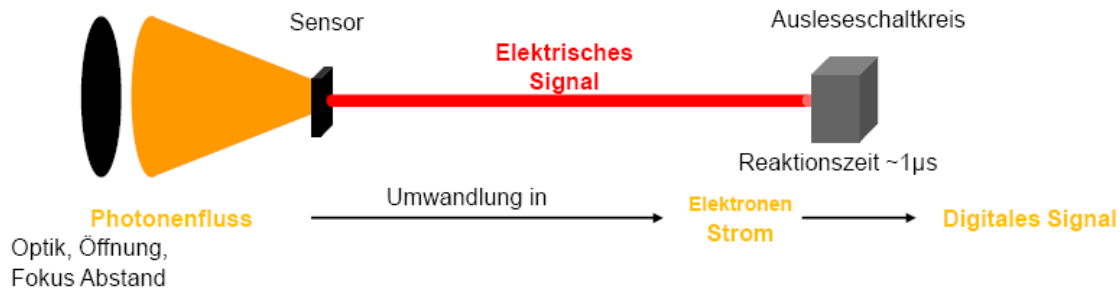 Sensor
Ausleseschaltkreis
Elektrisches
Signal
Reaktionszeit ~1µs
Photonenfluss
Umwandlung in
Elektronen
Strom
Digitales Signal
Optik, Öffnung,
Fokus Abstand